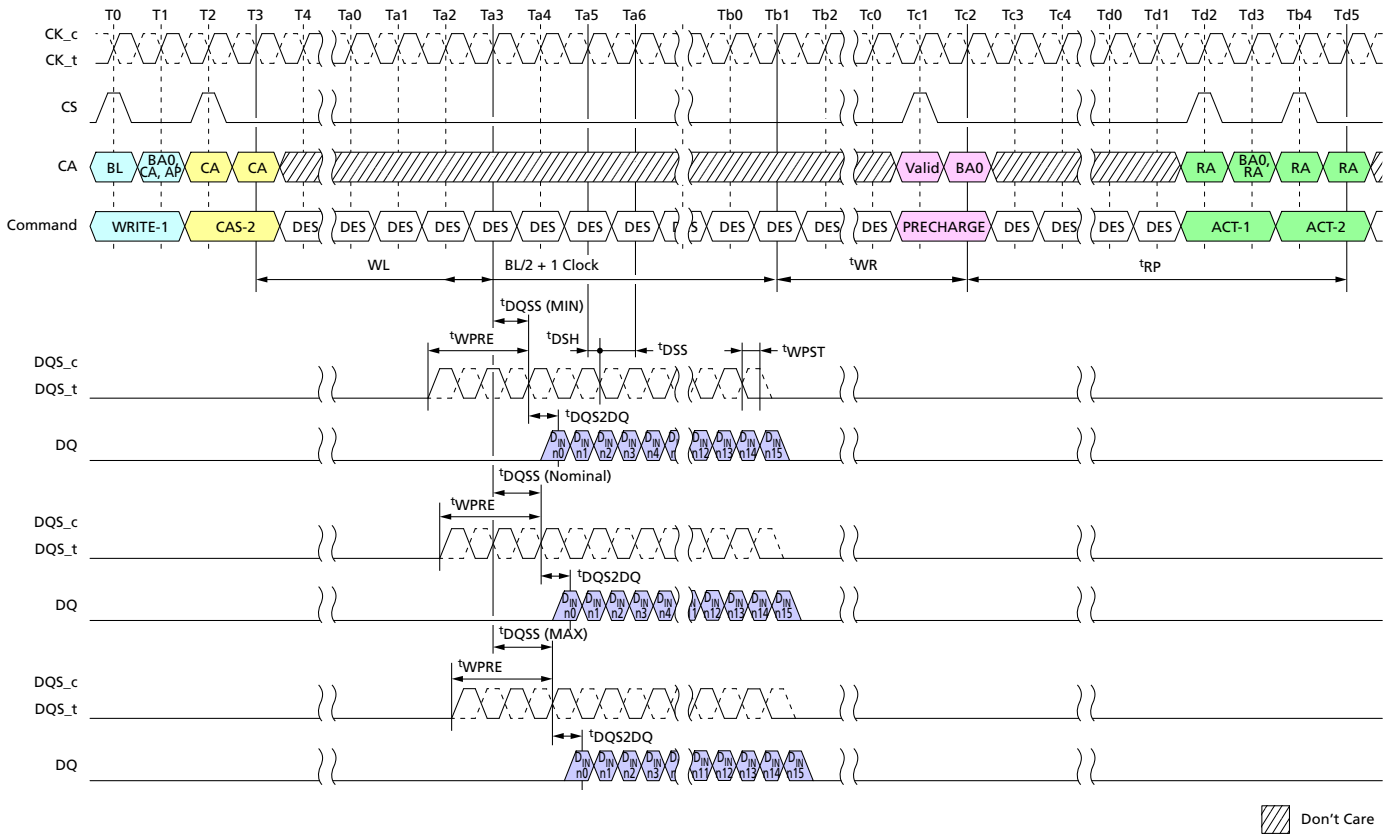 T0 T1 T2 T3 T4 Ta0 Ta1 Ta2 Ta3 Ta4 Ta5 Ta6 Tb0 Tb1 Tb2 Tc0 Tc1 Tc2 Tc3 Tc4 Td0 Td1 Td2 Td3 Tb4 Td5
CK_c
CK_t
CS
CA BL BA0, CA, AP CA CA Valid BA0 RA BA0, RA RA RA
Command WRITE-1 CAS-2 DES DES DES DES DES DES DES DES DES DES DES DES PRECHARGE DES DES DES DES ACT-1 ACT-2
WL BL/2 + 1 Clock tWR tRP
tDQSS (MIN)
tWPRE tDSH tDSS tWPST
DQS_c
DQS_t
tDQS2DQ
DQ DIN n0 DIN n1 DIN n2 DIN n3 DIN n4 DIN n12 DIN n13 DIN n14 DIN n15
tDQSS (Nominal)
tWPRE
DQS_c
DQS_t
tDQS2DQ
DQ DIN n0 DIN n1 DIN n2 DIN n3 DIN n4 DIN n12 DIN n13 DIN n14 DIN n15
tDQSS (MAX)
tWPRE
DQS_c
DQS_t
tDQS2DQ
DQ DIN n0 DIN n1 DIN n2 DIN n3 DIN n11 DIN n12 DIN n13 DIN n14 DIN n15
Don't Care